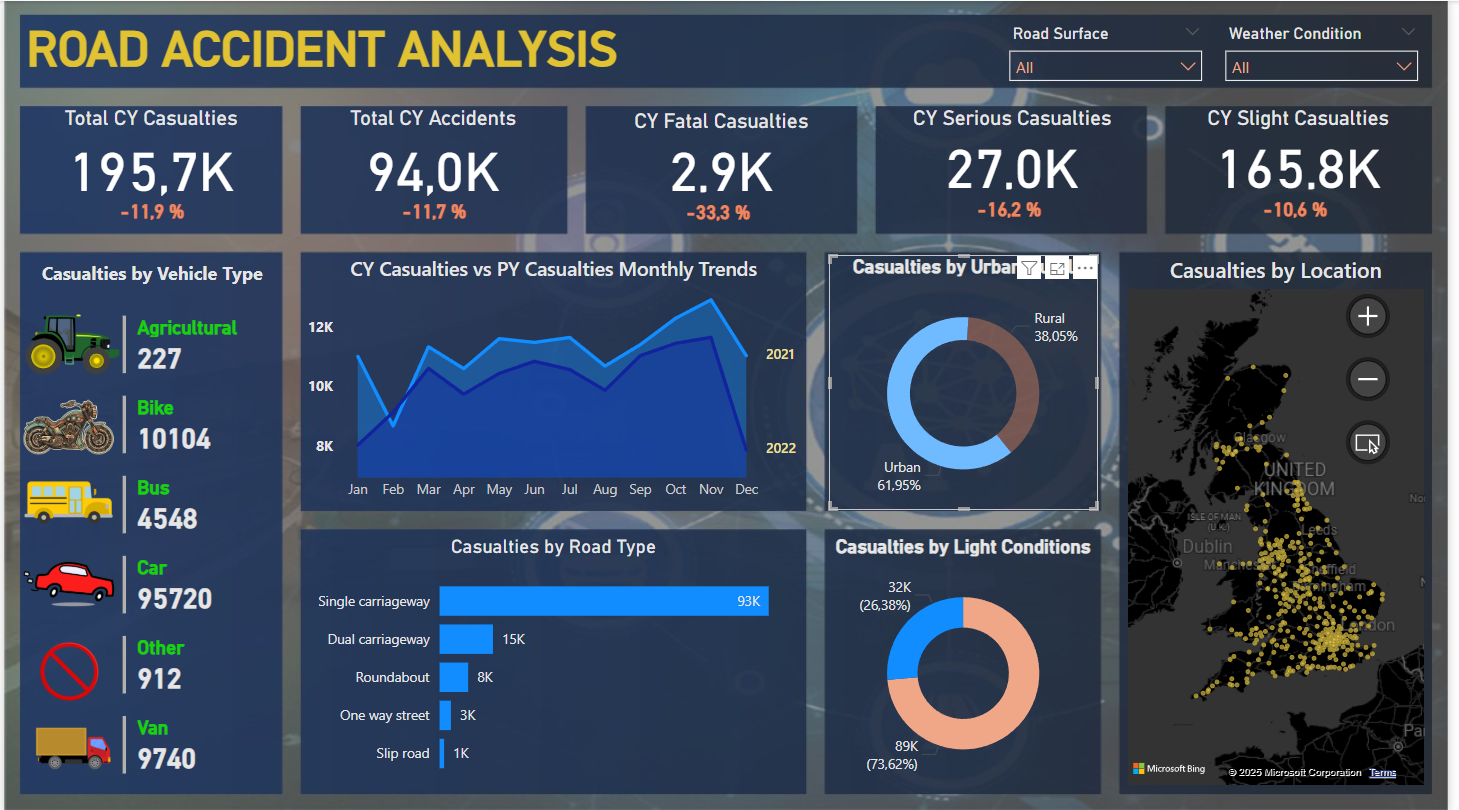 ROAD ACCIDENT ANALYSIS
Road Surface
All
Weather Condition
All
Total CY Casualties
195,7K
-11,9 %
Total CY Accidents
94,0K
-11,7 %
CY Fatal Casualties
2,9K
-33,3 %
CY Serious Casualties
27,0K
-16,2 %
CY Slight Casualties
165,8K
-10,6 %
Casualties by Vehicle Type
Agricultural
227
Bike
10104
Bus
4548
Car
95720
Other
912
Van
9740
CY Casualties vs PY Casualties Monthly Trends
12K
10K
8K
2021
2022
Jan Feb Mar Apr May Jun Jul Aug Sep Oct Nov Dec
Casualties by Urban
Rural
38,05%
Urban
61,95%
Casualties by Road Type
Single carriageway 93K
Dual carriageway 15K
Roundabout 8K
One way street 3K
Slip road 1K
Casualties by Light Conditions
32K
(26,38%)
89K
(73,62%)
Casualties by Location
Glasgow
UNITED
KINGDOM
ISLE OF MAN
(U.K.)
Leeds
Dublin
Microsoft Bing
© 2025 Microsoft Corporation Terms